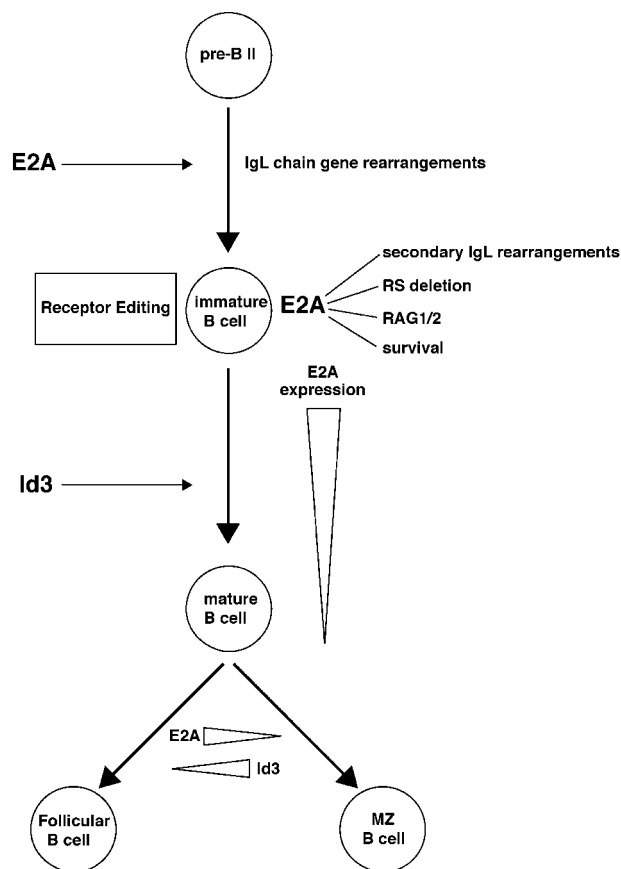 pre-B II
E2A
IgL chain gene rearrangements
Receptor Editing
immature
B cell
E2A
secondary IgL rearrangements
RS deletion
RAG1/2
survival
E2A
expression
Id3
mature
B cell
E2A
Id3
Follicular
B cell
MZ
B cell